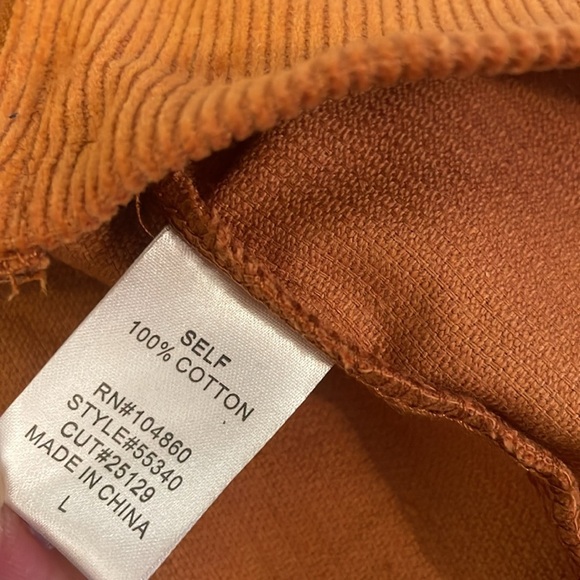 SELF
100% COTTON
RN#104860
STYLE#55340
CUT#25129
MADE IN CHINA
L